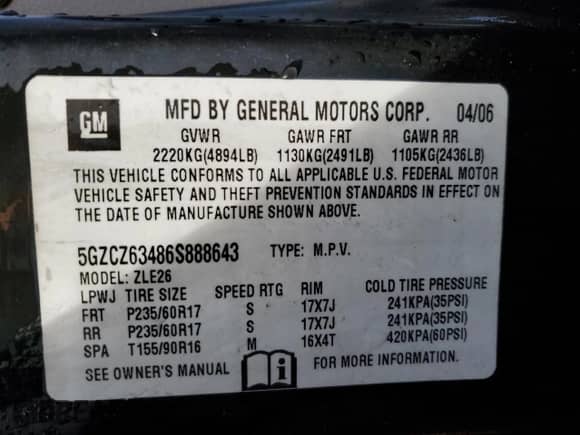 GM MFD BY GENERAL MOTORS CORP. 04/06
GVWR GAWR FRT GAWR RR
2220KG(4894LB) 1130KG(2491LB) 1105KG(2436LB)
THIS VEHICLE CONFORMS TO ALL APPLICABLE U.S. FEDERAL MOTOR
VEHICLE SAFETY AND THEFT PREVENTION STANDARDS IN EFFECT ON
THE DATE OF MANUFACTURE SHOWN ABOVE.
5GZCZ63486S888643 TYPE: M.P.V.
MODEL: ZLE26
LPWJ TIRE SIZE SPEED RTG RIM COLD TIRE PRESSURE
FRT P235/60R17 S 17X7J 241KPA(35PSI)
RR P235/60R17 S 17X7J 241KPA(35PSI)
SPA T155/90R16 M 16X4T 420KPA(60PSI)
SEE OWNER'S MANUAL FOR MORE INFORMATION.